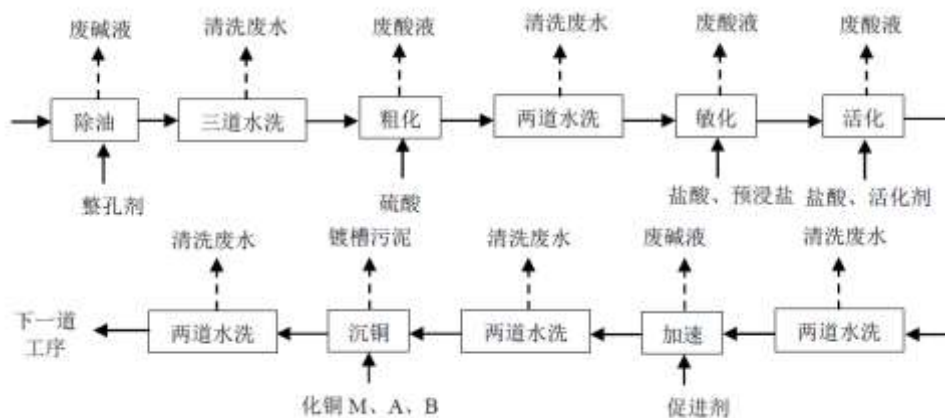 废碱液 清洗废水 废酸液 清洗废水 废酸液 废酸液
除油 三道水洗 粗化 两道水洗 敏化 活化
整孔剂 硫酸 盐酸、预浸盐 盐酸、活化剂
清洗废水 镀槽污泥 清洗废水 废碱液 清洗废水
下一道
工序
两道水洗 沉铜 两道水洗 加速 两道水洗
化铜 M、A、B 促进剂